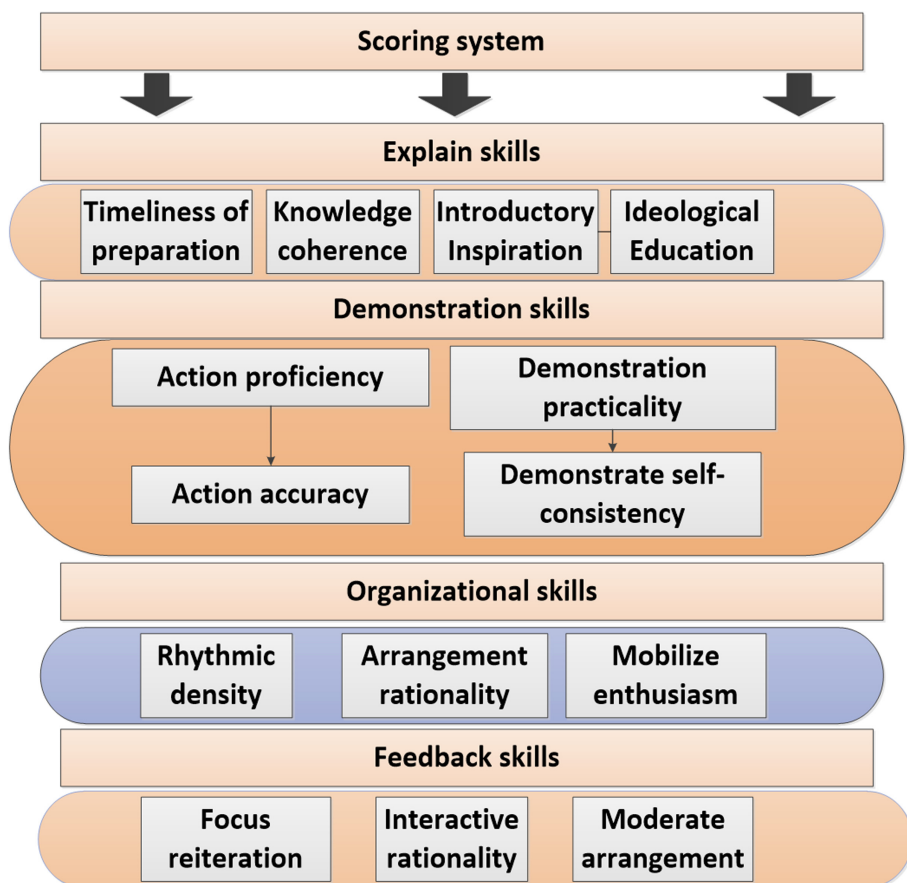 Scoring system
Explain skills
Timeliness of
preparation
Knowledge
coherence
Introductory
Inspiration
Ideological
Education
Demonstration skills
Action proficiency
Demonstration
practicality
Action accuracy
Demonstrate self-
consistency
Organizational skills
Rhythmic
density
Arrangement
rationality
Mobilize
enthusiasm
Feedback skills
Focus
reiteration
Interactive
rationality
Moderate
arrangement